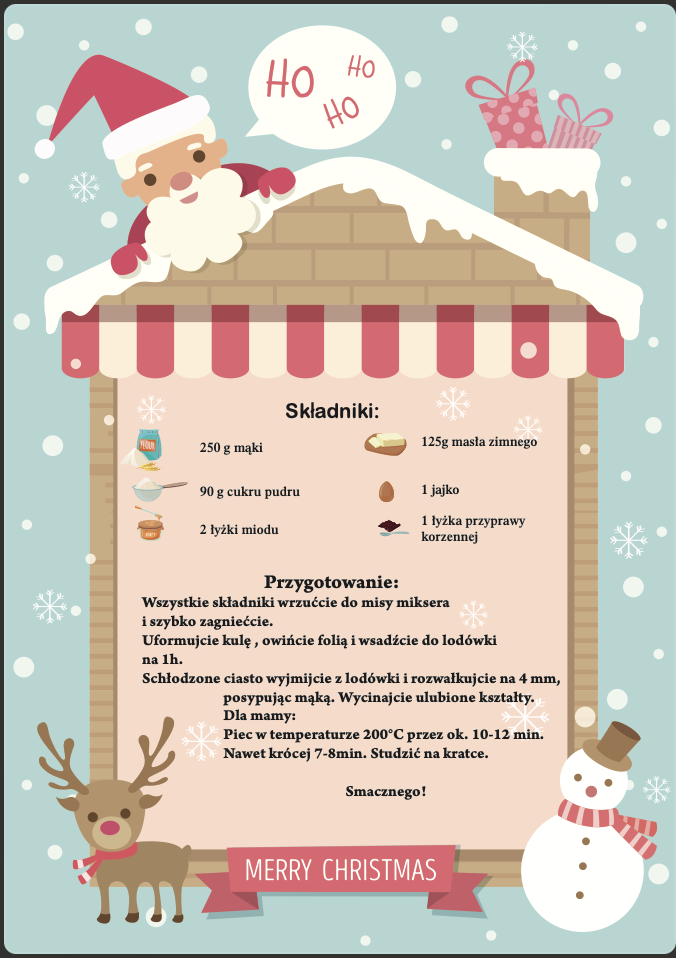 HO
HO
HO
Składniki:
250 g mąki
125g masła zimnego
90 g cukru pudru
1 jajko
2 łyżki miodu
1 łyżka przyprawy
korzennej
Przygotowanie:
Wszystkie składniki wrzućcie do misy miksera
i szybko zagniećcie.
Uformujcie kulę , owińcie folią i wsadźcie do lodówki
na 1h.
Schłodzone ciasto wyjmijcie z lodówki i rozwałkujcie na 4 mm,
posypując mąką. Wycinajcie ulubione kształty.
Dla mamy:
Piec w temperaturze 200°C przez ok. 10-12 min.
Nawet krócej 7-8min. Studzić na kratce.
Smacznego!
MERRY CHRISTMAS